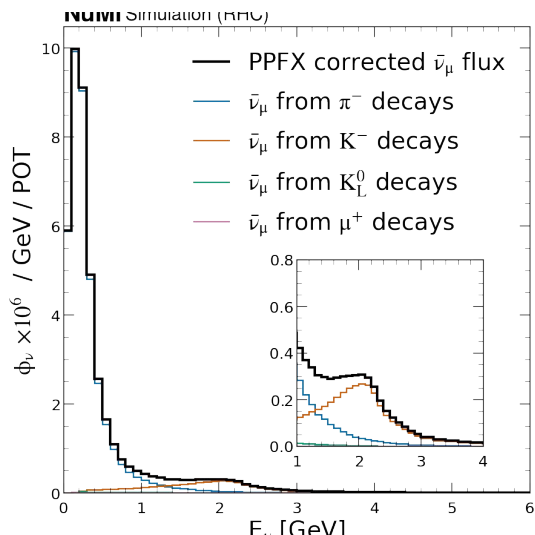 NuMI Simulation (RHC)
PPFX corrected ν̄μ flux
ν̄μ from π⁻ decays
ν̄μ from K⁻ decays
ν̄μ from K⁰L decays
ν̄μ from μ⁺ decays
ϕν ×10⁶ / GeV / POT
10
8
6
4
2
0
0.8
0.6
0.4
0.2
0.0
1 2 3 4
0 1 2 3 4 5 6
Eν [GeV]